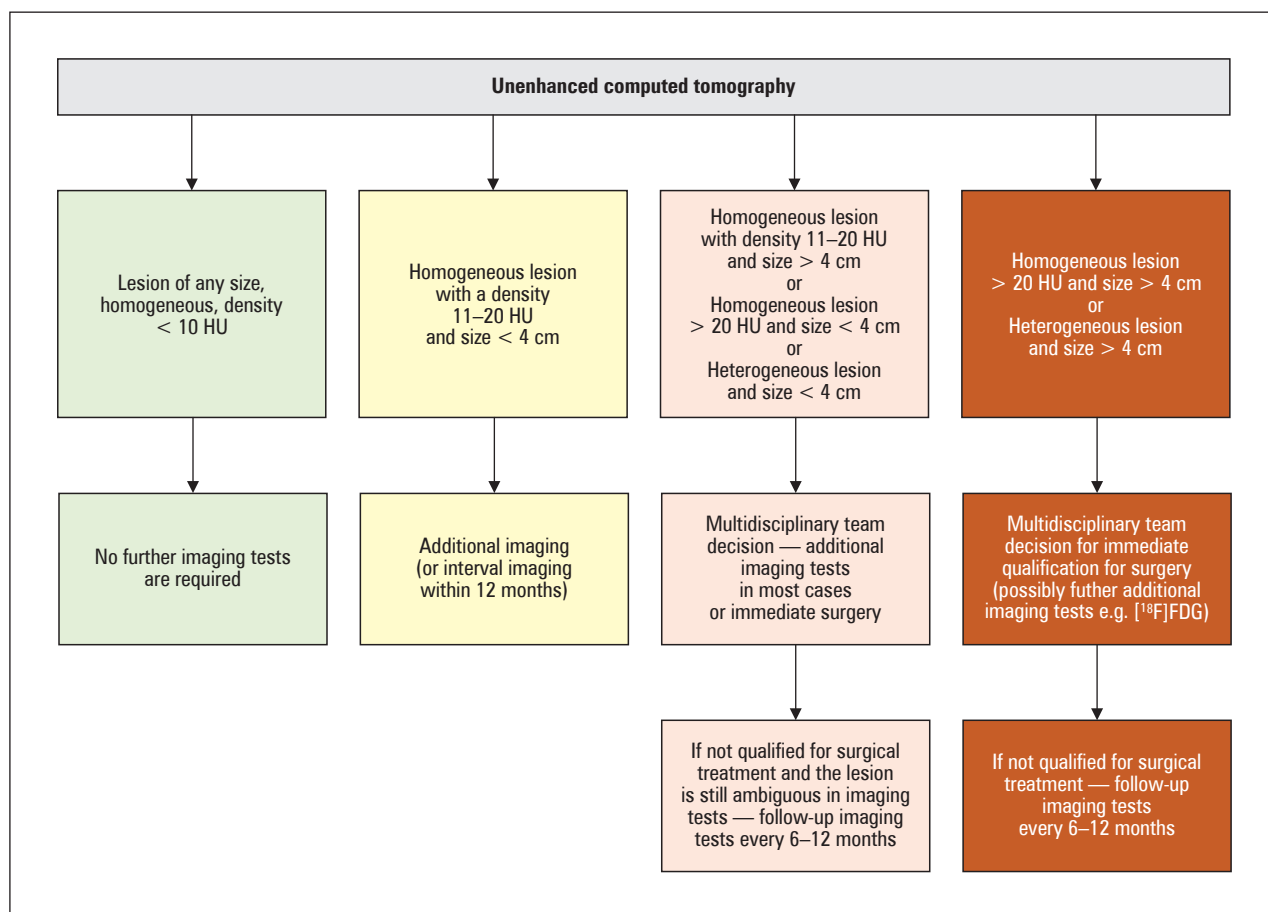 Unenhanced computed tomography
Lesion of any size,
homogeneous, density
< 10 HU
Homogeneous lesion
with a density
11–20 HU
and size < 4 cm
Homogeneous lesion
with density 11–20 HU
and size > 4 cm
or
Homogeneous lesion
> 20 HU and size < 4 cm
or
Heterogeneous lesion
and size < 4 cm
Homogeneous lesion
> 20 HU and size > 4 cm
or
Heterogeneous lesion
and size > 4 cm
No further imaging tests
are required
Additional imaging
(or interval imaging
within 12 months)
Multidisciplinary team
decision — additional
imaging tests
in most cases
or immediate surgery
Multidisciplinary team
decision for immediate
qualification for surgery
(possibly futher additional
imaging tests e.g. [¹⁸F]FDG)
If not qualified for surgical
treatment and the lesion
is still ambiguous in imaging
tests — follow-up imaging
tests every 6–12 months
If not qualified for surgical
treatment — follow-up
imaging tests
every 6–12 months